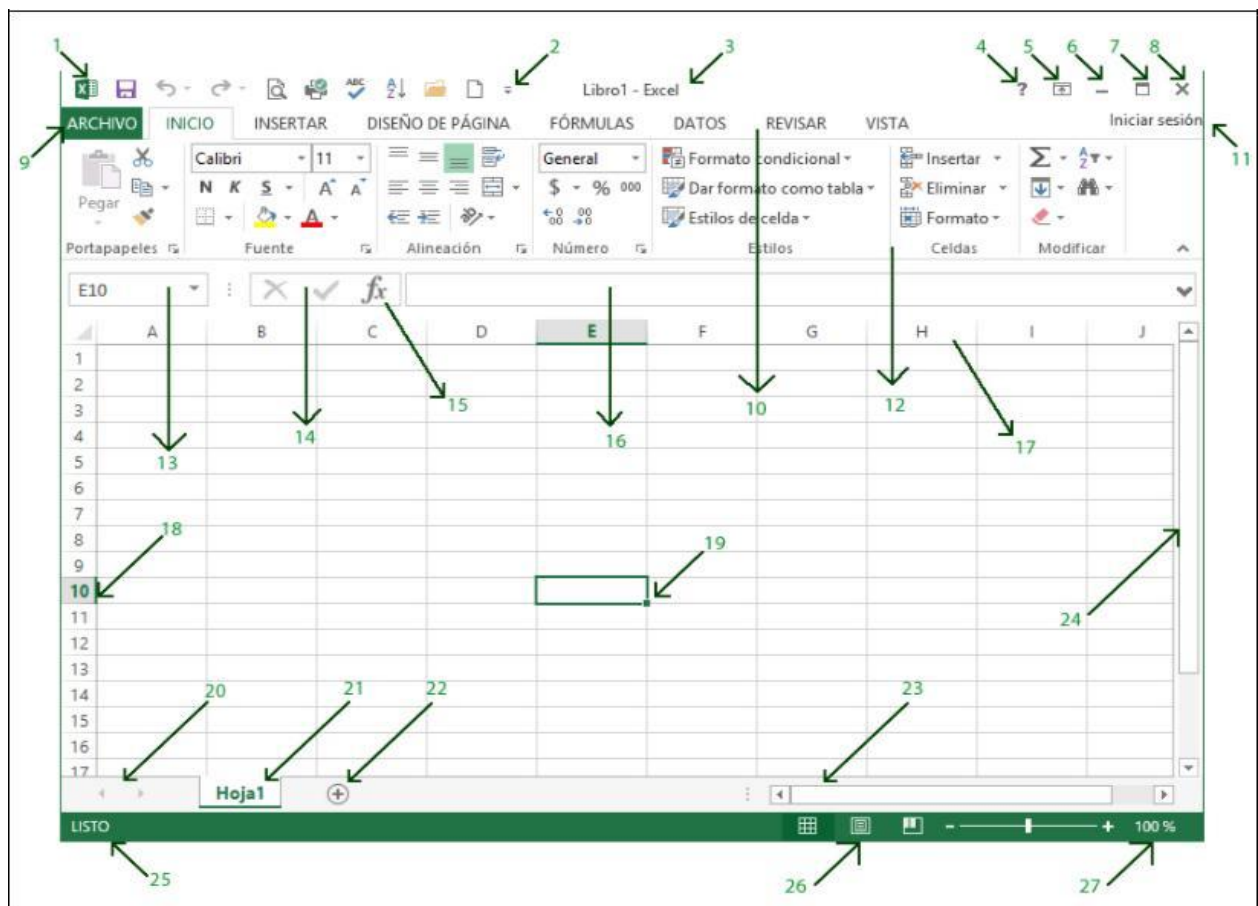 1 2 3 4 5 6 7 8
ABC A Z Libro1 - Excel ?
ARCHIVO INICIO INSERTAR DISEÑO DE PÁGINA FÓRMULAS DATOS REVISAR VISTA Iniciar sesión
9 11
Calibri 11 General Formato condicional Insertar Σ A Z
Pegar N K S A A $ % 000 Dar formato como tabla Eliminar
A Estilos de celda Formato
Portapapeles Fuente Alineación Número Estilos Celdas Modificar
E10 fx
A B C D E F G H I J
1
2
3 15 10 12
4 14 16 17
5 13
6
7
8 18 19
9
10
11 24
12
13
14 20 21 22 23
15
16
17
Hoja1 +
LISTO - + 100 %
25 26 27